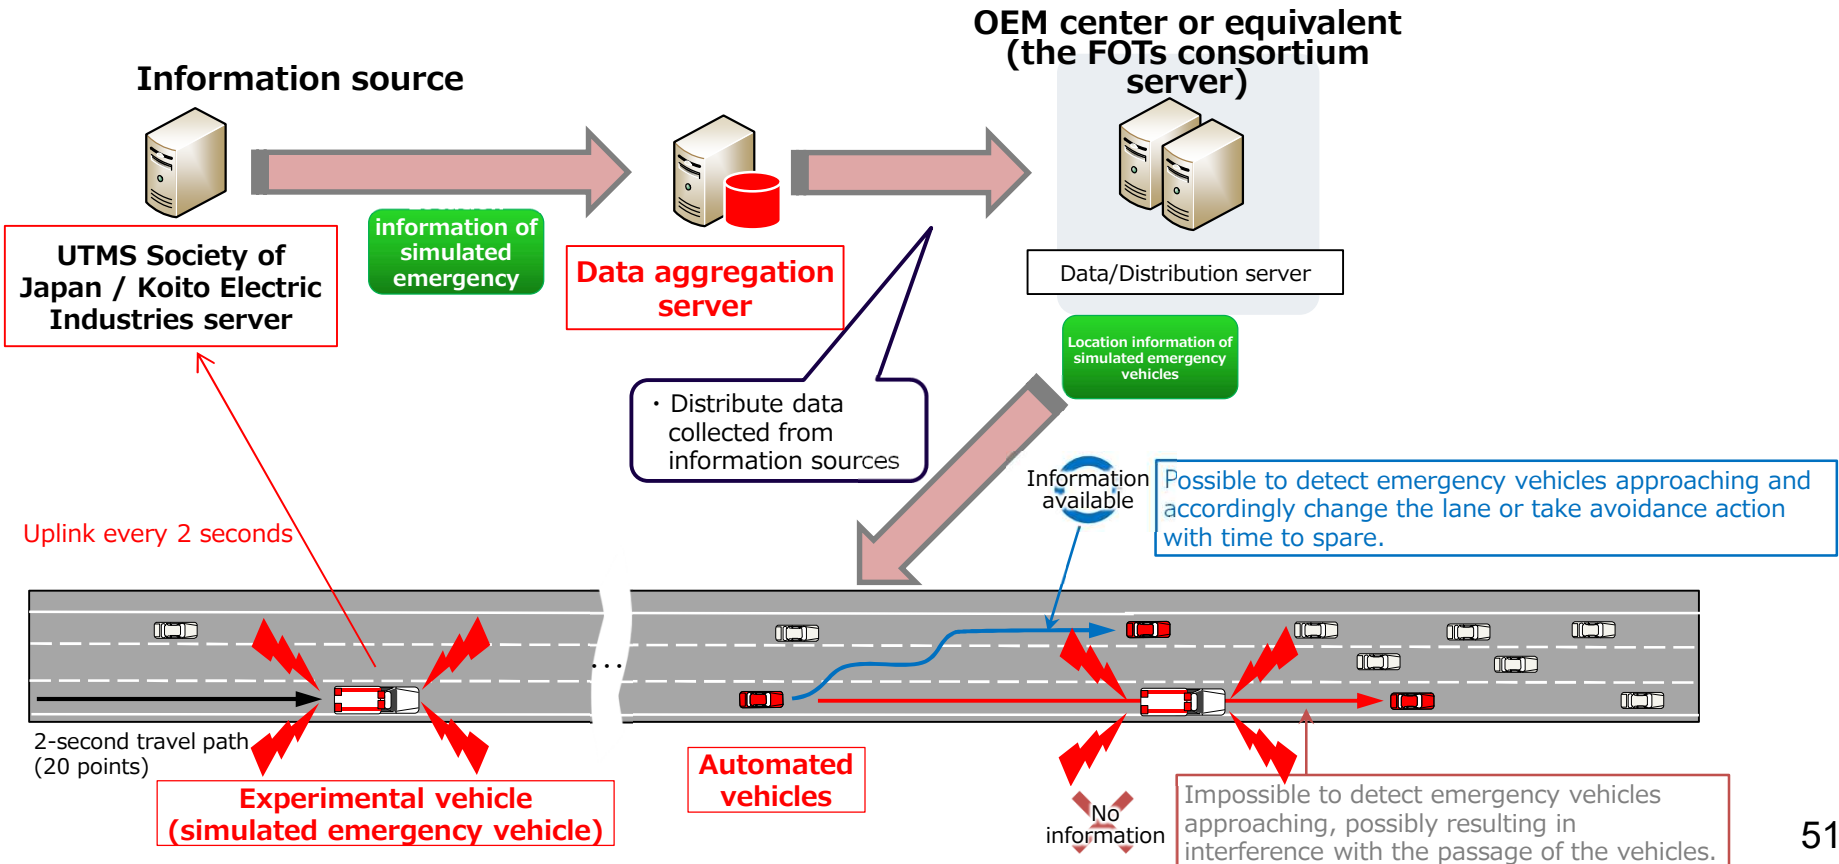 OEM center or equivalent
(the FOTs consortium
server)
Information source
UTMS Society of
Japan / Koito Electric
Industries server
Location
information of
simulated
emergency
Data aggregation
server
Data/Distribution server
Location information of
simulated emergency
vehicles
・Distribute data
collected from
information sources
Information
available
Possible to detect emergency vehicles approaching and
accordingly change the lane or take avoidance action
with time to spare.
Uplink every 2 seconds
...
2-second travel path
(20 points)
Experimental vehicle
(simulated emergency vehicle)
Automated
vehicles
No
information
Impossible to detect emergency vehicles
approaching, possibly resulting in
interference with the passage of the vehicles.
51